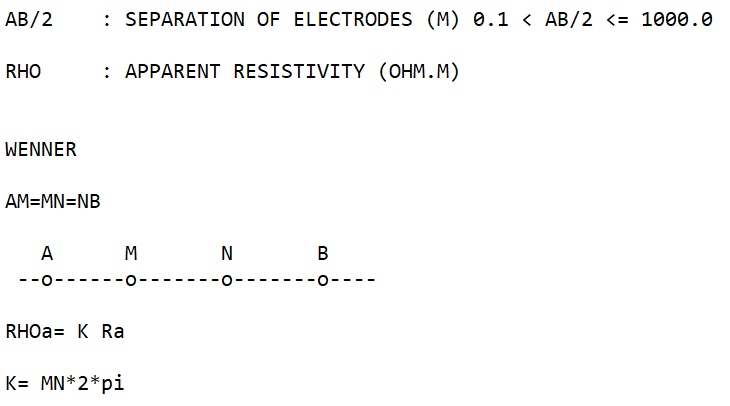 AB/2    : SEPARATION OF ELECTRODES (M) 0.1 < AB/2 <= 1000.0
RHO     : APPARENT RESISTIVITY (OHM.M)
WENNER
AM=MN=NB
   A      M       N       B
 --o------o-------o-------o----
RHOa= K Ra
K= MN*2*pi